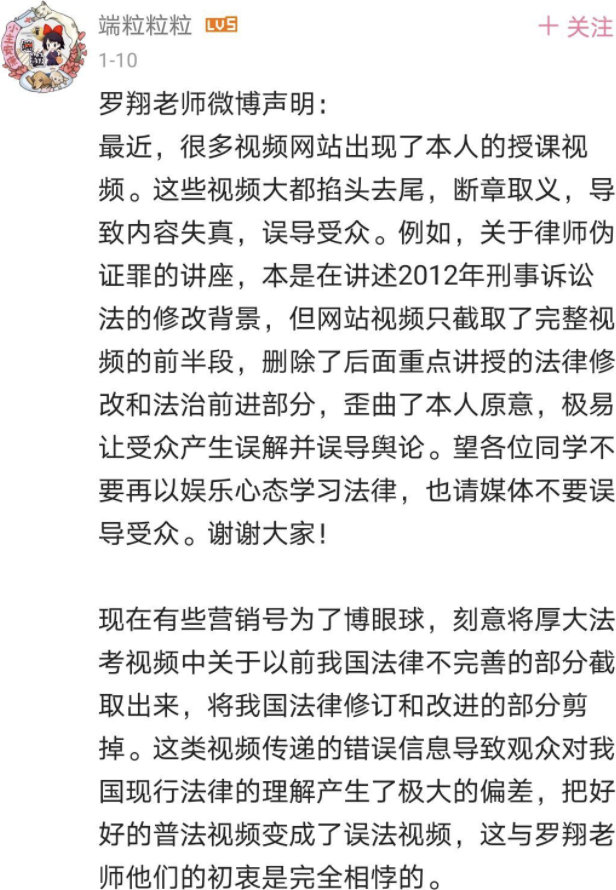 端粒粒粒 LV5
+ 关注
1-10
罗翔老师微博声明：
最近，很多视频网站出现了本人的授课视
频。这些视频大都掐头去尾，断章取义，导
致内容失真，误导受众。例如，关于律师伪
证罪的讲座，本是在讲述2012年刑事诉讼
法的修改背景，但网站视频只截取了完整视
频的前半段，删除了后面重点讲授的法律修
改和法治前进部分，歪曲了本人原意，极易
让受众产生误解并误导舆论。望各位同学不
要再以娱乐心态学习法律，也请媒体不要误
导受众。谢谢大家！
现在有些营销号为了博眼球，刻意将厚大法
考视频中关于以前我国法律不完善的部分截
取出来，将我国法律修订和改进的部分剪
掉。这类视频传递的错误信息导致观众对我
国现行法律的理解产生了极大的偏差，把好
好的普法视频变成了误法视频，这与罗翔老
师他们的初衷是完全相悖的。